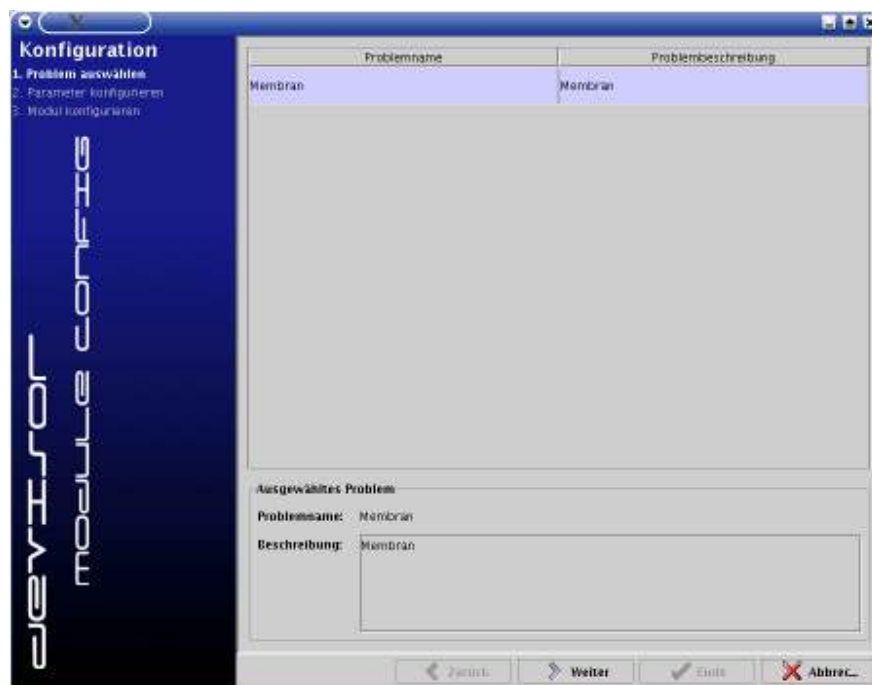 Konfiguration
1. Problem auswählen
2. Parameter konfigurieren
3. Modul konfigurieren
devisor
module config
Problemname Problembeschreibung
Membran Membran
Ausgewähltes Problem
Problemname: Membran
Beschreibung: Membran
Zurück Weiter Ende Abbrec...